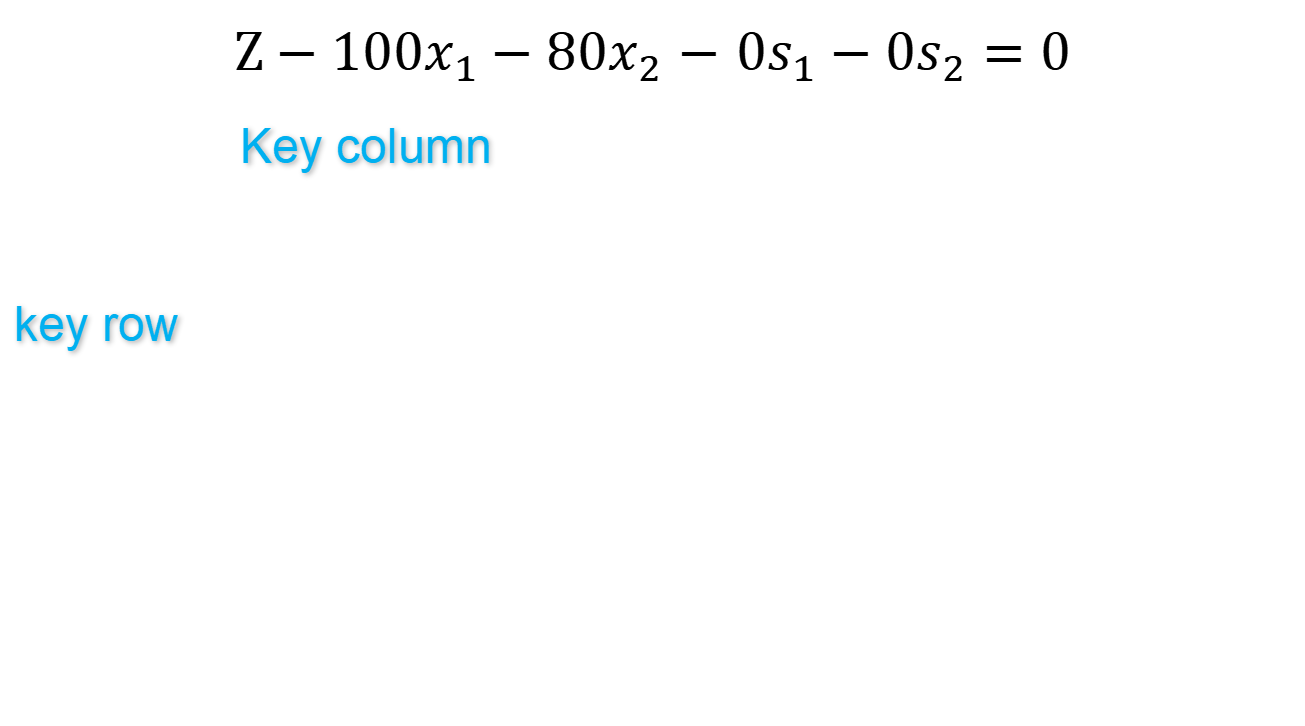 Z − 100x₁ − 80x₂ − 0s₁ − 0s₂ = 0
Key column
key row